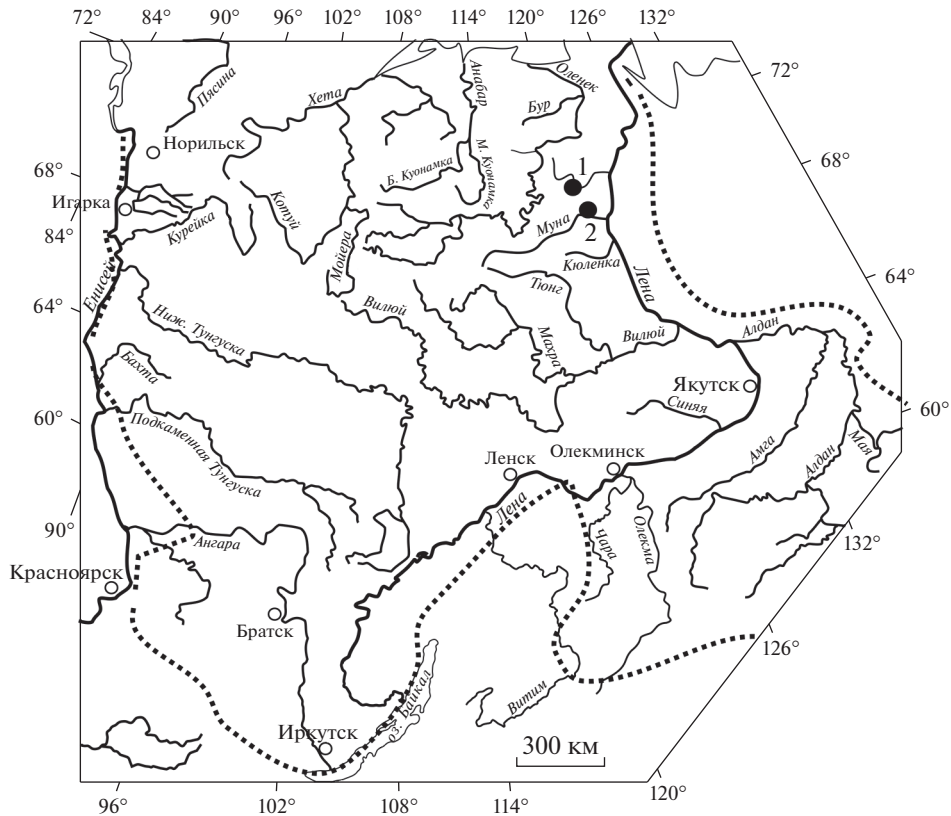 72° 84° 90° 96° 102° 108° 114° 120° 126° 132°
72°
Пясина
Хета
Анабар
Оленек
Бур
Норильск
68°
68°
Б. Куонамка
М. Куонамка
1
Игарка
Котуй
Курейка
Муна
2
84°
Мойера
Кюленка
Лена
64°
Енисей
Тюнг
64°
Вилюй
Ниж. Тунгуска
Махра
Вилюй
Алдан
Бахта
Якутск
60°
60°
Синяя
Подкаменная Тунгуска
Амга
Алдан
Мая
Ленск
Олекминск
90°
Лена
Чара
Олекма
132°
Ангара
Красноярск
Братск
126°
Витим
оз. Байкал
Иркутск
300 км
120°
96° 102° 108° 114°